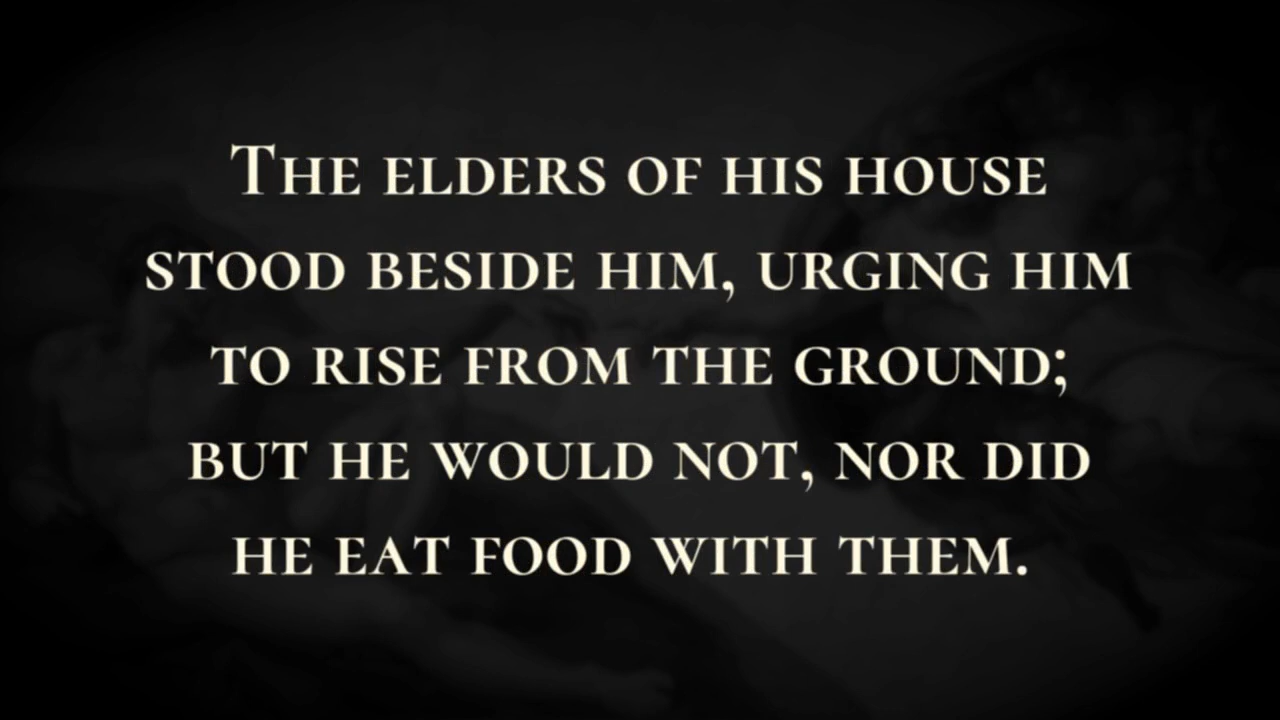 The elders of his house
stood beside him, urging him
to rise from the ground;
but he would not, nor did
he eat food with them.